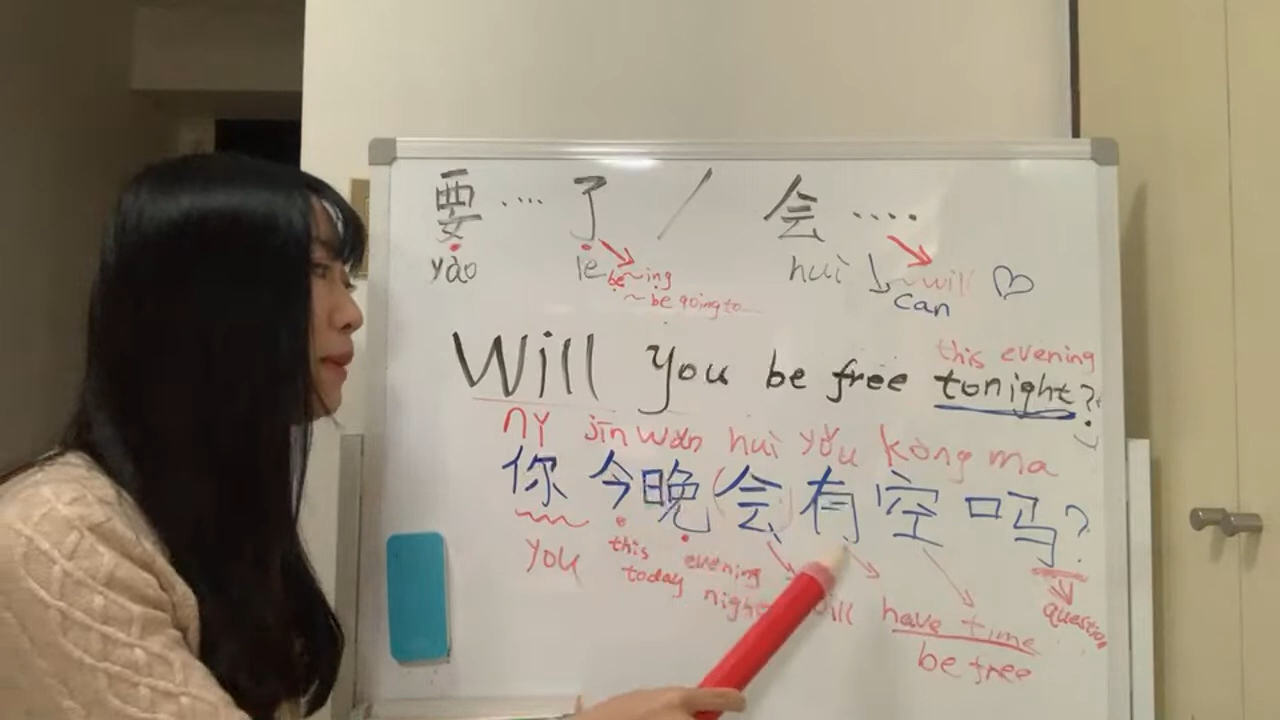 要 .... 了 / 会 ....
yào le be~ing huì ~will ♡
~be going to... can
this evening
Will you be free tonight?
nǐ jīn wǎn huì yǒu kòng ma
你今晚(会)有空吗?
you this evening will have time question
today night be free